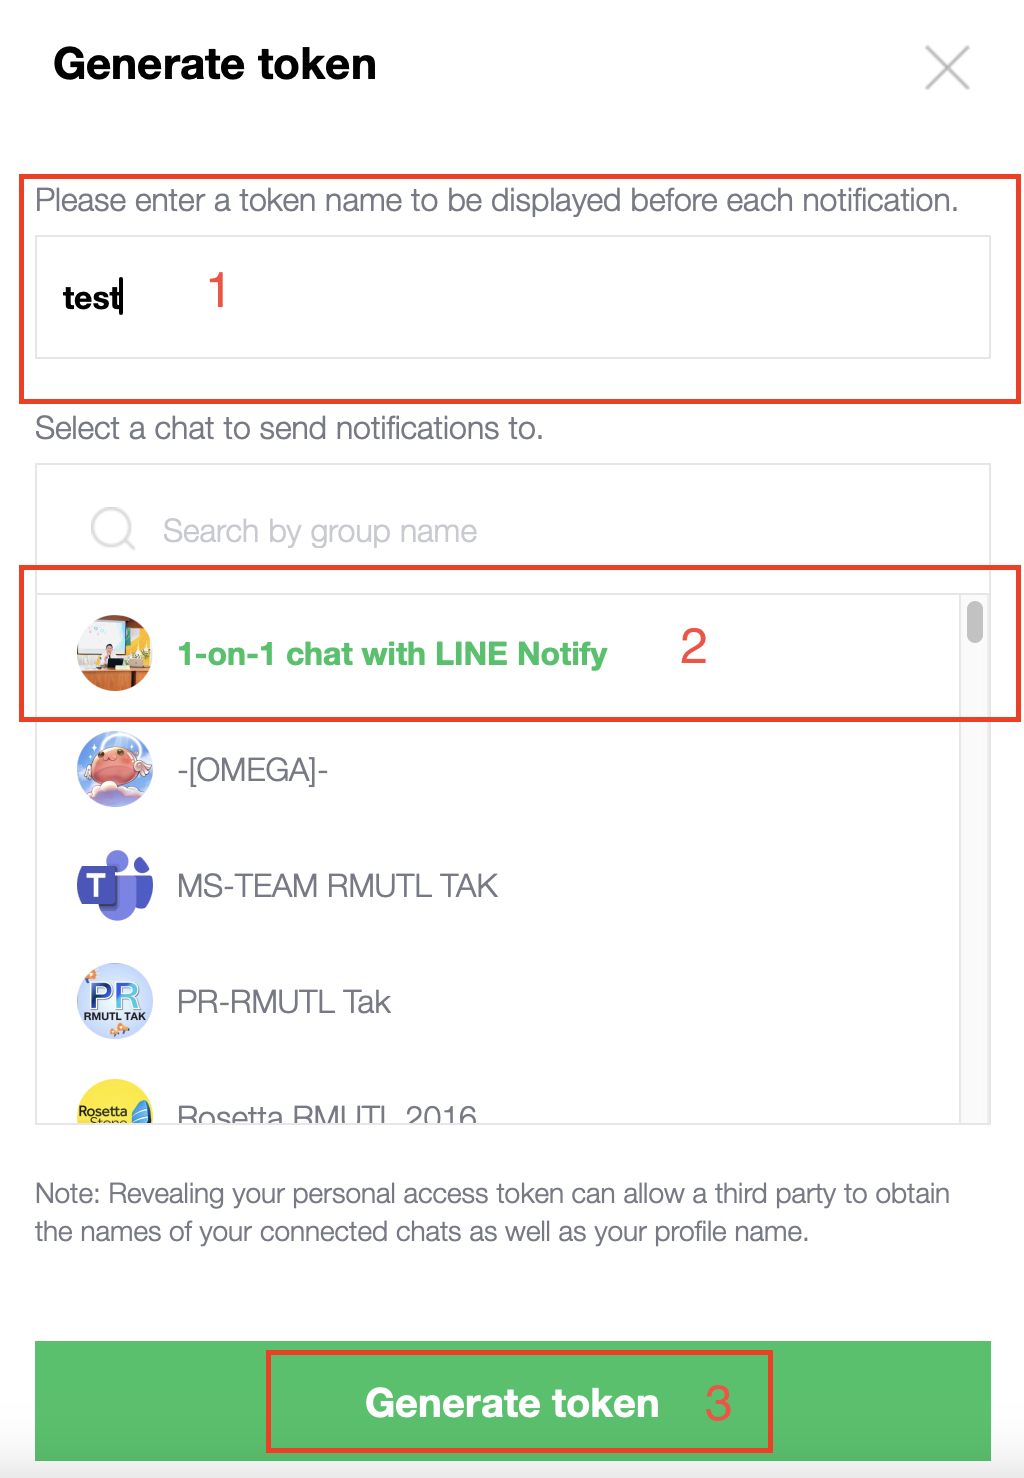 Generate token
Please enter a token name to be displayed before each notification.
test 1
Select a chat to send notifications to.
Search by group name
1-on-1 chat with LINE Notify 2
-[OMEGA]-
T MS-TEAM RMUTL TAK
PR
RMUTL TAK
PR-RMUTL Tak
Rosetta
Stone
Rosetta RMUTL 2016
Note: Revealing your personal access token can allow a third party to obtain
the names of your connected chats as well as your profile name.
Generate token 3